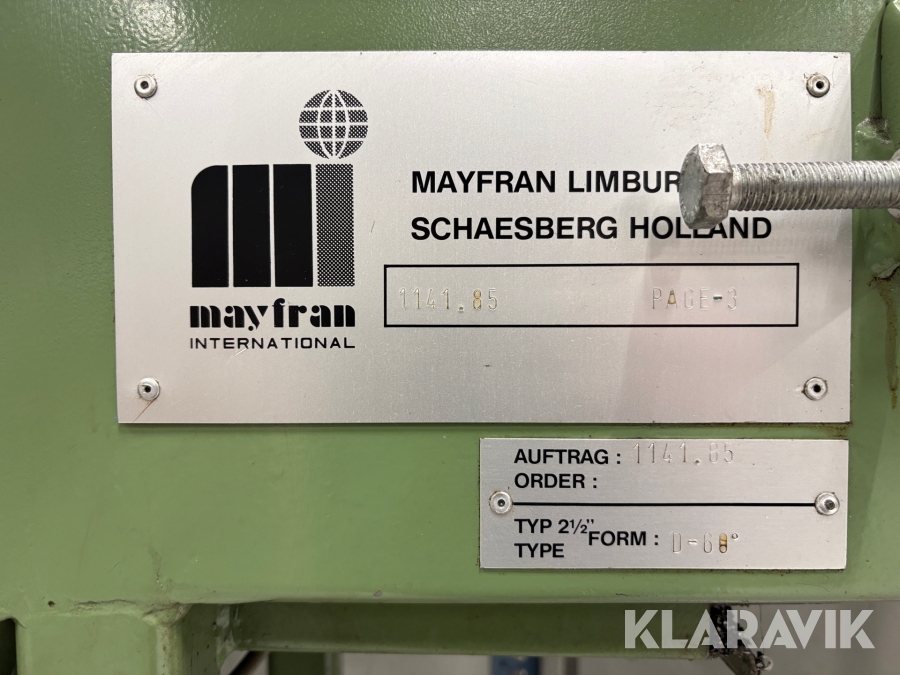 MAYFRAN LIMBUR
SCHAESBERG HOLLAND
1141.85 PAGE-3
mayfran
INTERNATIONAL
AUFTRAG : 1141.85
ORDER :
TYP 2½" FORM : D-60°
TYPE
KLARAVIK